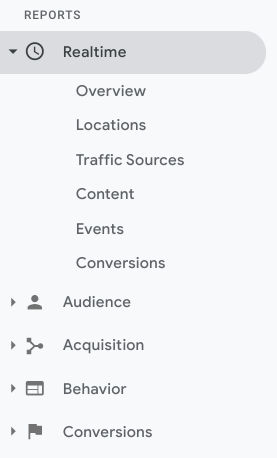 REPORTS
Realtime
Overview
Locations
Traffic Sources
Content
Events
Conversions
Audience
Acquisition
Behavior
Conversions